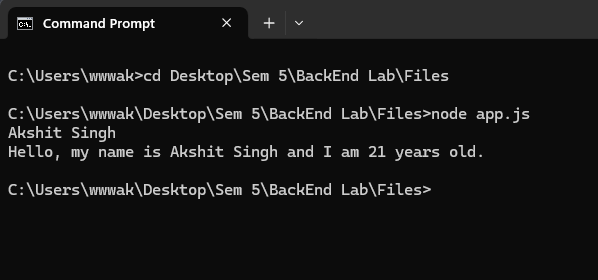 Command Prompt
C:\Users\wwwak>cd Desktop\Sem 5\BackEnd Lab\Files
C:\Users\wwwak\Desktop\Sem 5\BackEnd Lab\Files>node app.js
Akshit Singh
Hello, my name is Akshit Singh and I am 21 years old.
C:\Users\wwwak\Desktop\Sem 5\BackEnd Lab\Files>